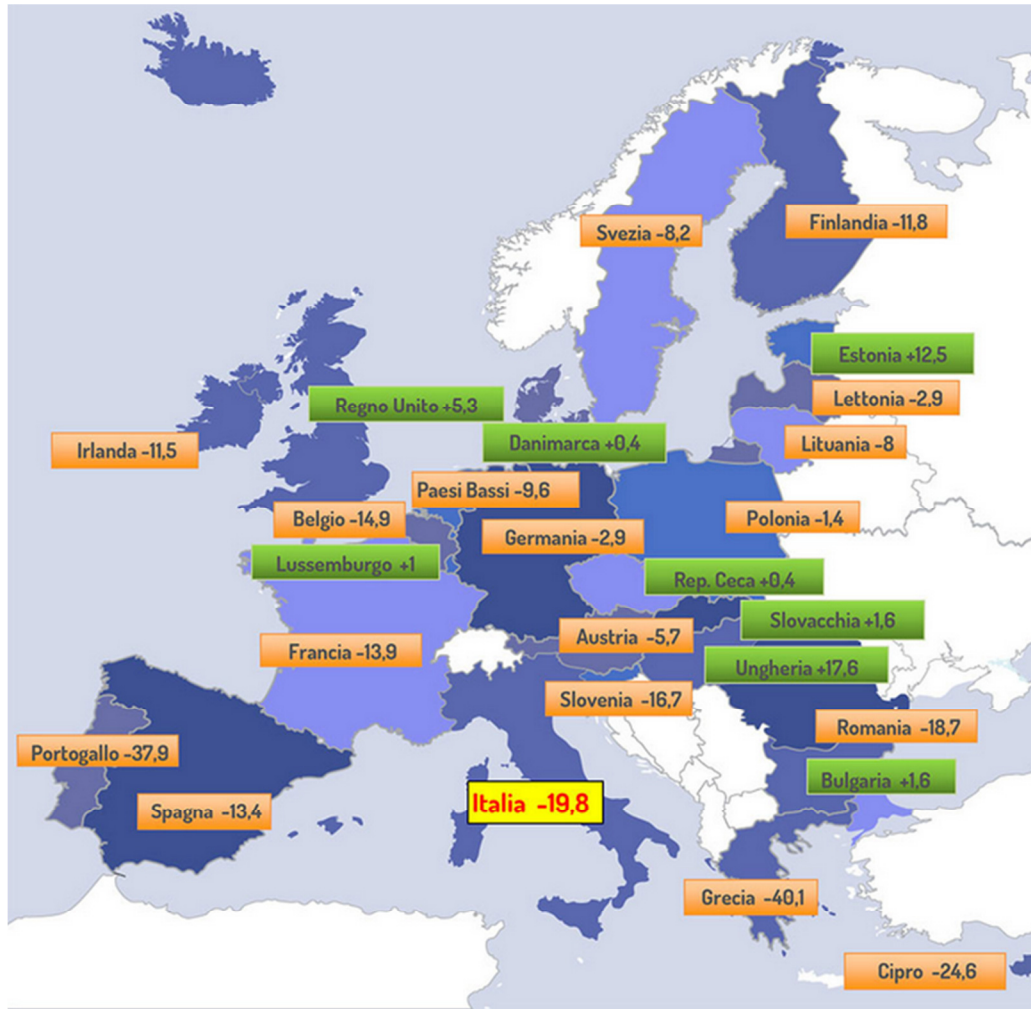 Svezia -8,2
Finlandia -11,8
Estonia +12,5
Regno Unito +5,3
Lettonia -2,9
Danimarca +0,4
Lituania -8
Irlanda -11,5
Paesi Bassi -9,6
Belgio -14,9
Germania -2,9
Polonia -1,4
Lussemburgo +1
Rep. Ceca +0,4
Slovacchia +1,6
Austria -5,7
Francia -13,9
Ungheria +17,6
Slovenia -16,7
Romania -18,7
Portogallo -37,9
Bulgaria +1,6
Italia -19,8
Spagna -13,4
Grecia -40,1
Cipro -24,6